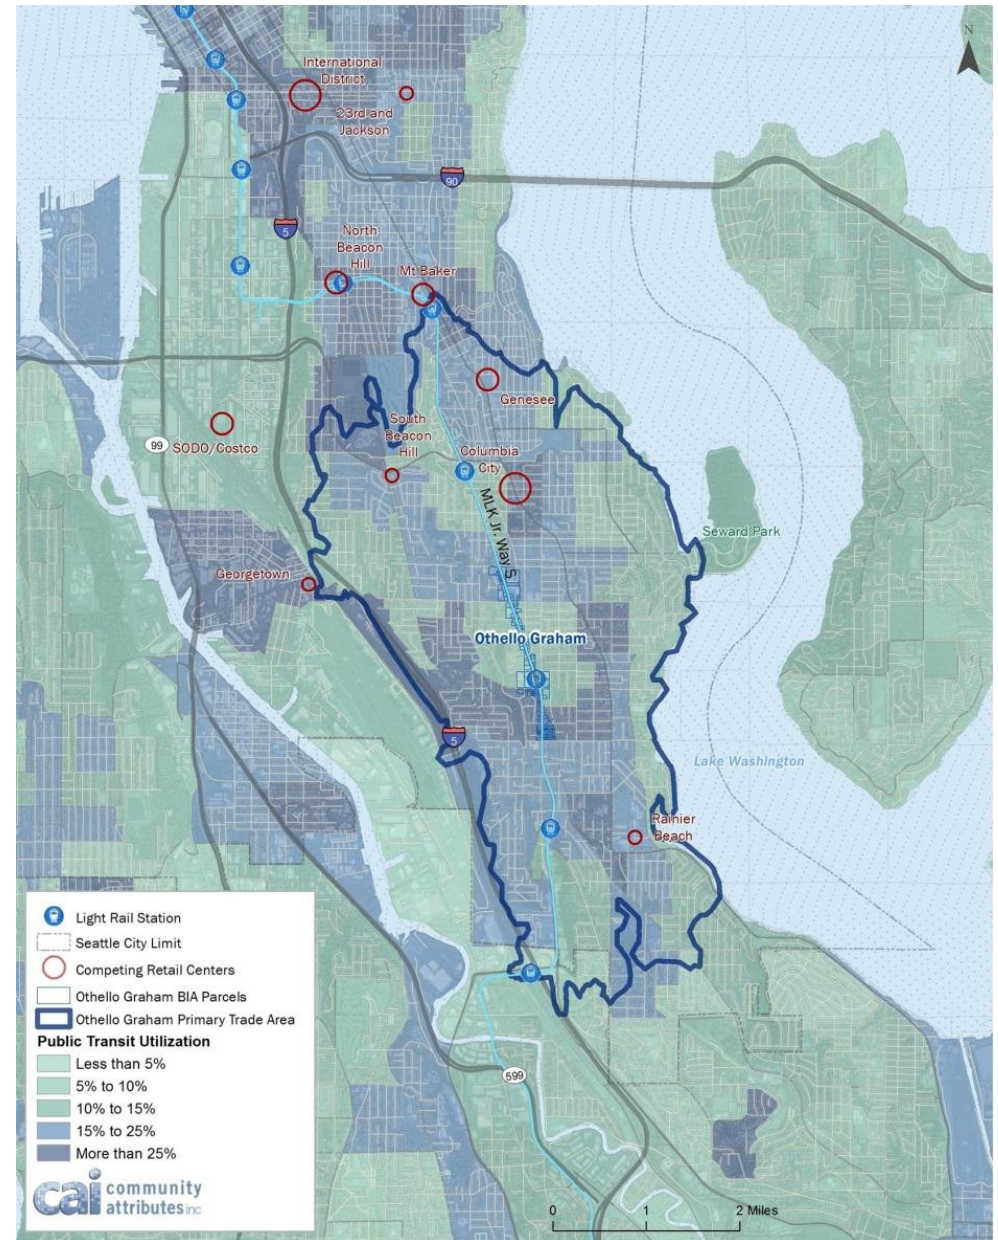 N
International
District
23rd and
Jackson
90
5
North
Beacon
Hill
Mt Baker
Genesee
South
Beacon
Hill
99
SODO/Costco
Columbia
City
MLK Jr. Way S
Seward Park
Georgetown
Othello Graham
5
Lake Washington
Rainier
Beach
Light Rail Station
Seattle City Limit
Competing Retail Centers
Othello Graham BIA Parcels
Othello Graham Primary Trade Area
Public Transit Utilization
Less than 5%
5% to 10%
10% to 15%
15% to 25%
More than 25%
cai community
attributes inc
599
0 1 2 Miles